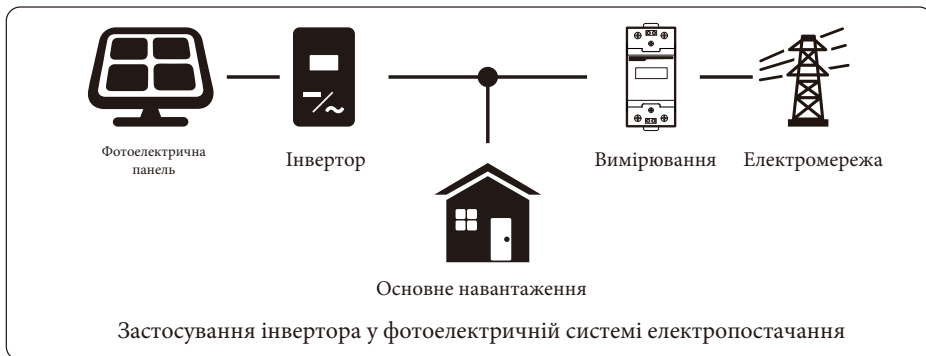 Фотоелектрична
панель
Інвертор
Вимірювання
Електромережа
Основне навантаження
Застосування інвертора у фотоелектричній системі електропостачання